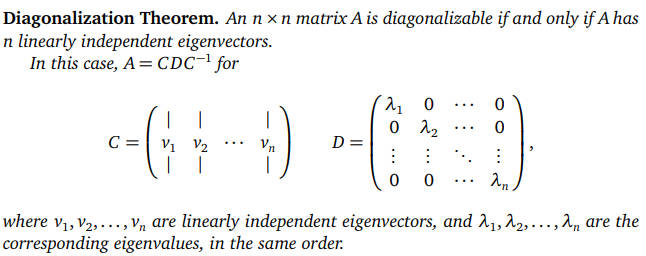 Diagonalization Theorem. An n × n matrix A is diagonalizable if and only if A has
n linearly independent eigenvectors.
In this case, A = CDC⁻¹ for
C = ( | | | v₁ v₂ ⋯ vₙ | | | ) D = ( λ₁ 0 ⋯ 0 0 λ₂ ⋯ 0 ⋮ ⋮ ⋱ ⋮ 0 0 ⋯ λₙ ),
where v₁, v₂, ..., vₙ are linearly independent eigenvectors, and λ₁, λ₂, ..., λₙ are the
corresponding eigenvalues, in the same order.